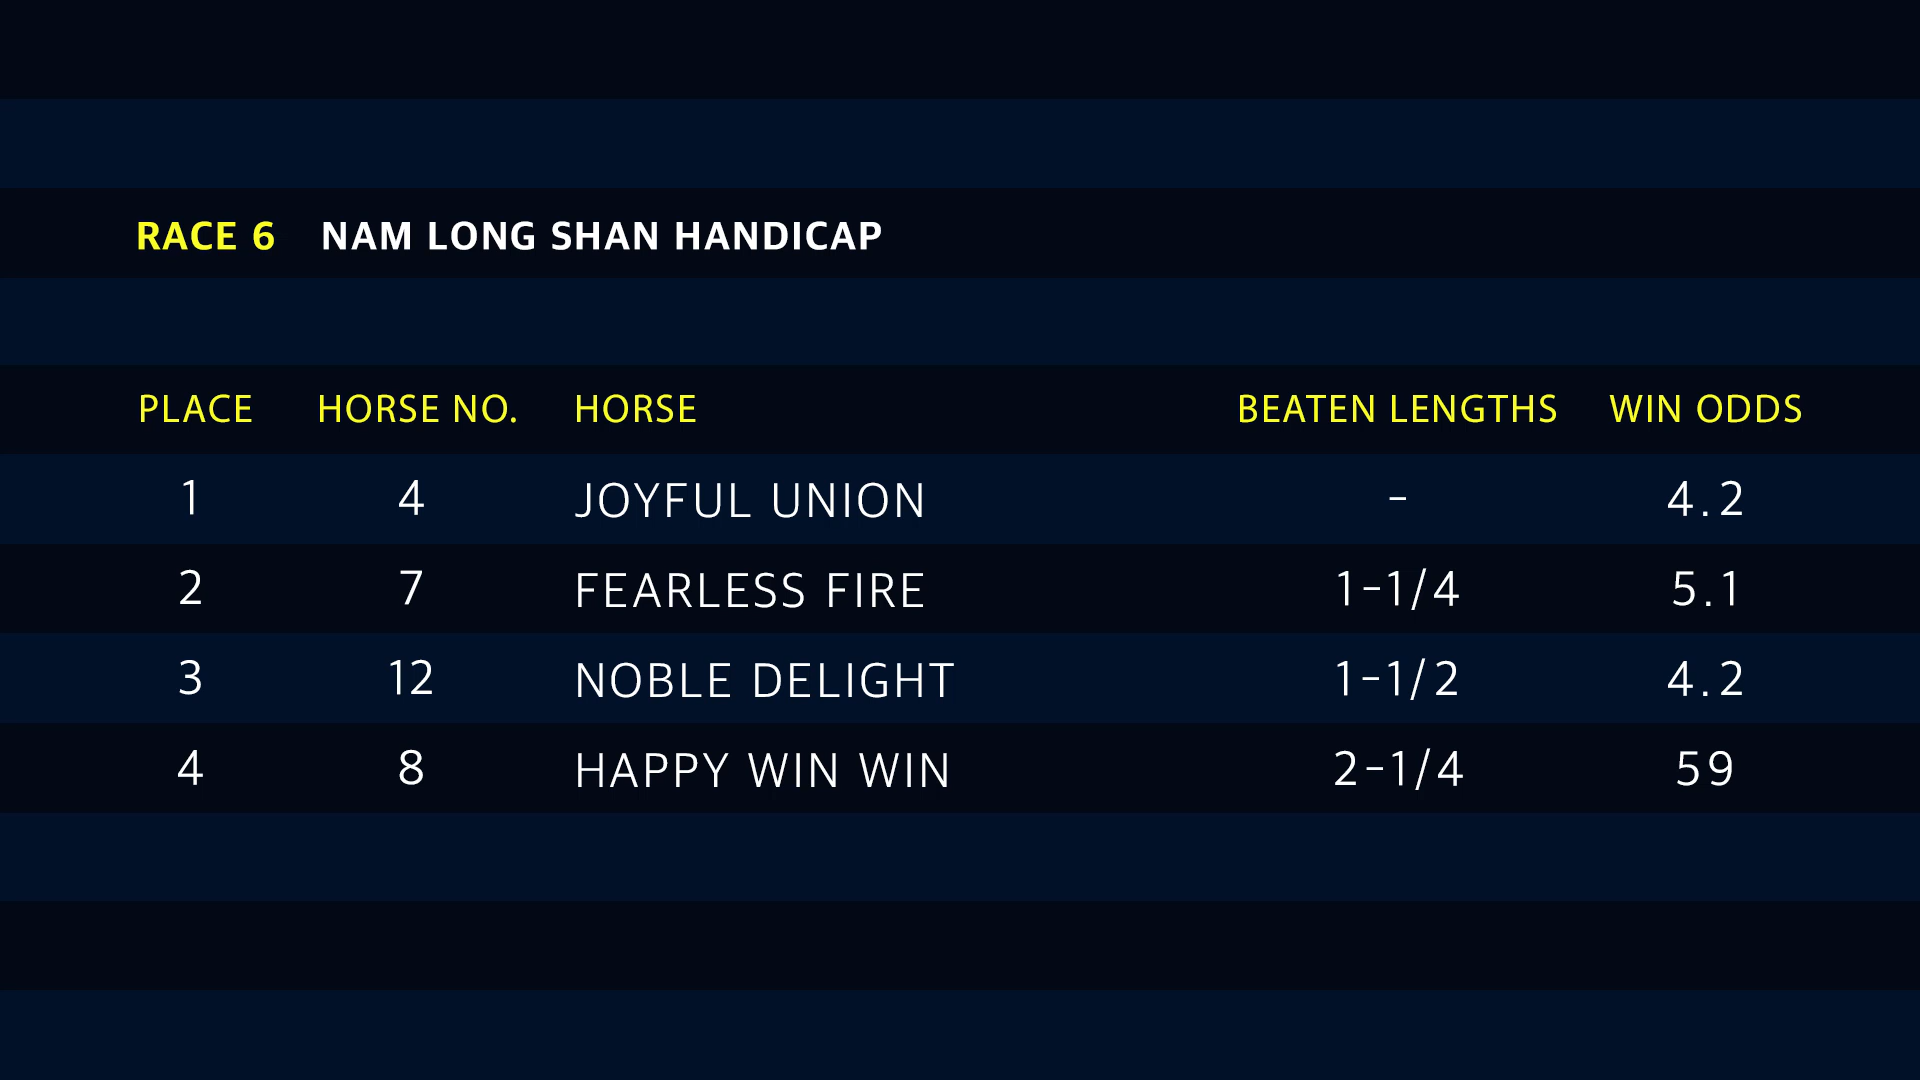 RACE 6 NAM LONG SHAN HANDICAP
PLACE HORSE NO. HORSE BEATEN LENGTHS WIN ODDS
1 4 JOYFUL UNION - 4.2
2 7 FEARLESS FIRE 1-1/4 5.1
3 12 NOBLE DELIGHT 1-1/2 4.2
4 8 HAPPY WIN WIN 2-1/4 59